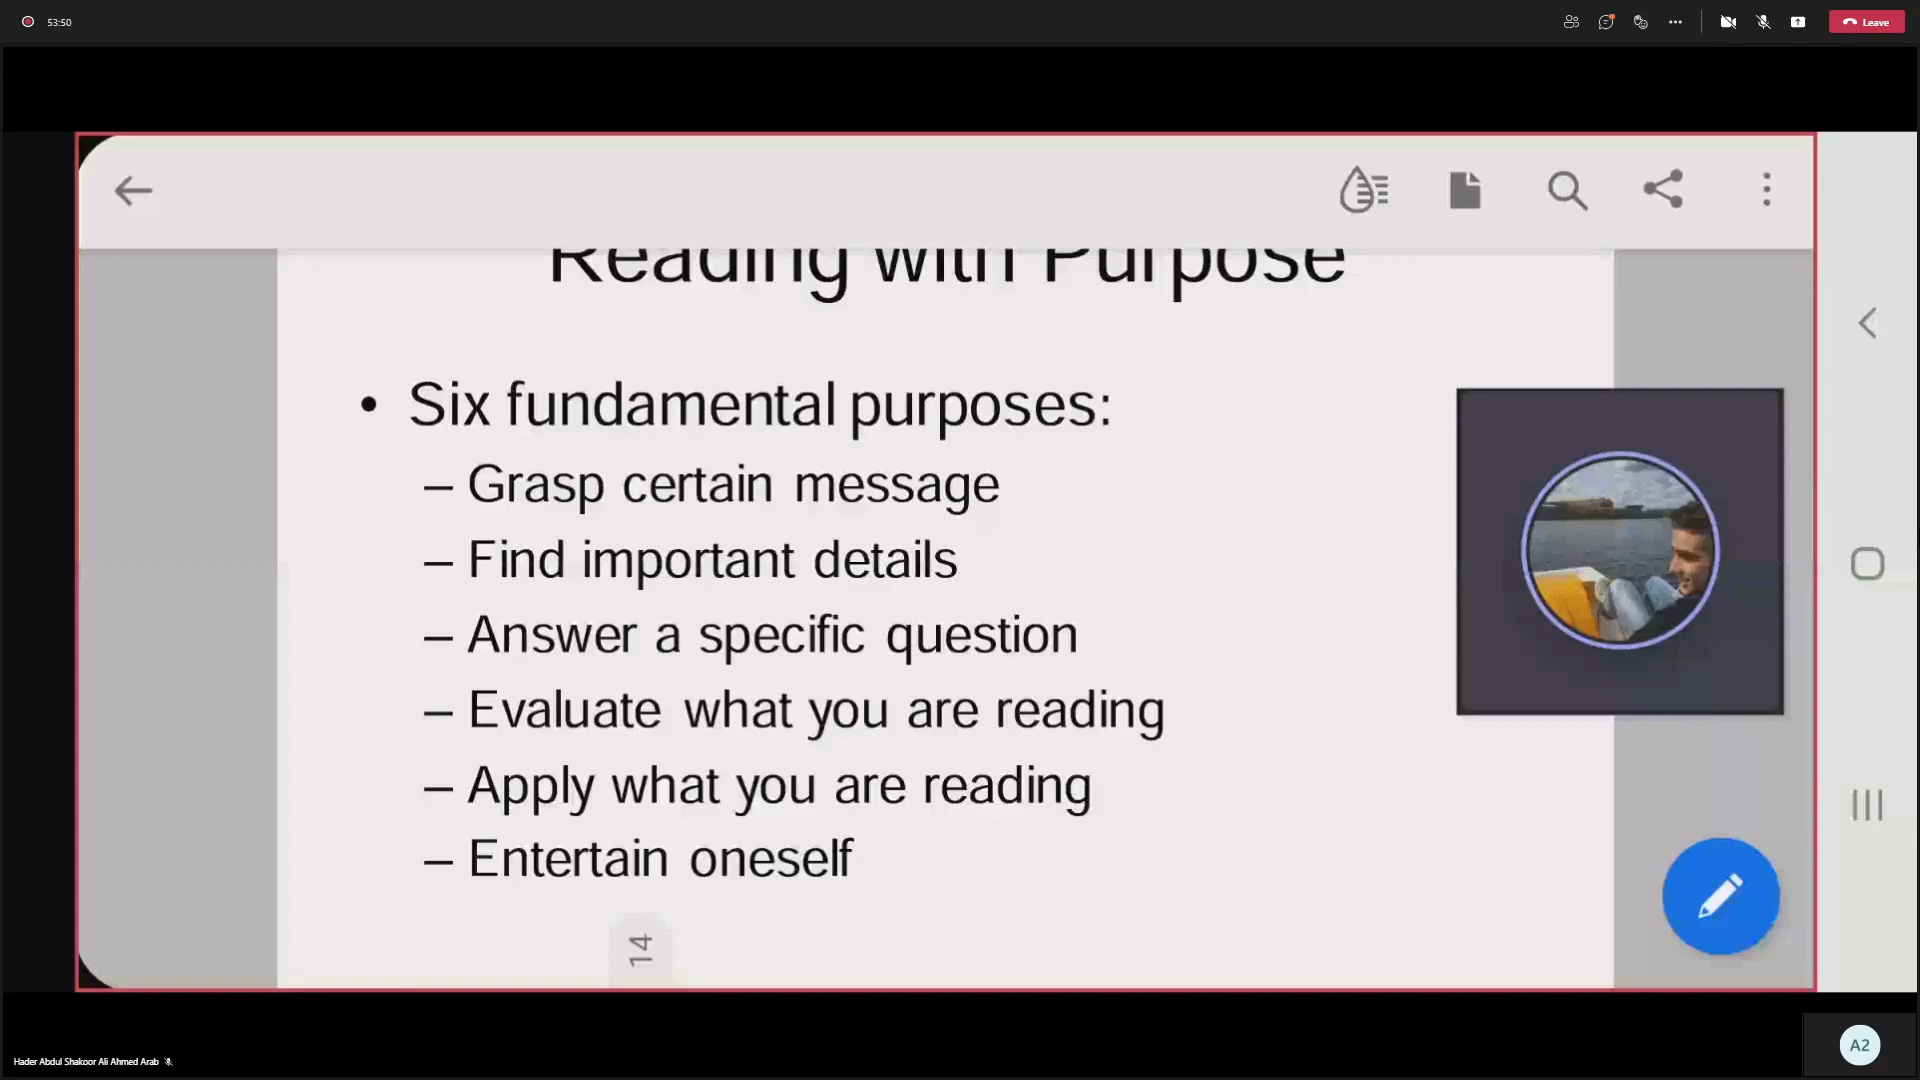 53:50
Leave
Reading with Purpose
• Six fundamental purposes:
– Grasp certain message
– Find important details
– Answer a specific question
– Evaluate what you are reading
– Apply what you are reading
– Entertain oneself
14
Hader Abdul Shakoor Ali Ahmed Arab
A2